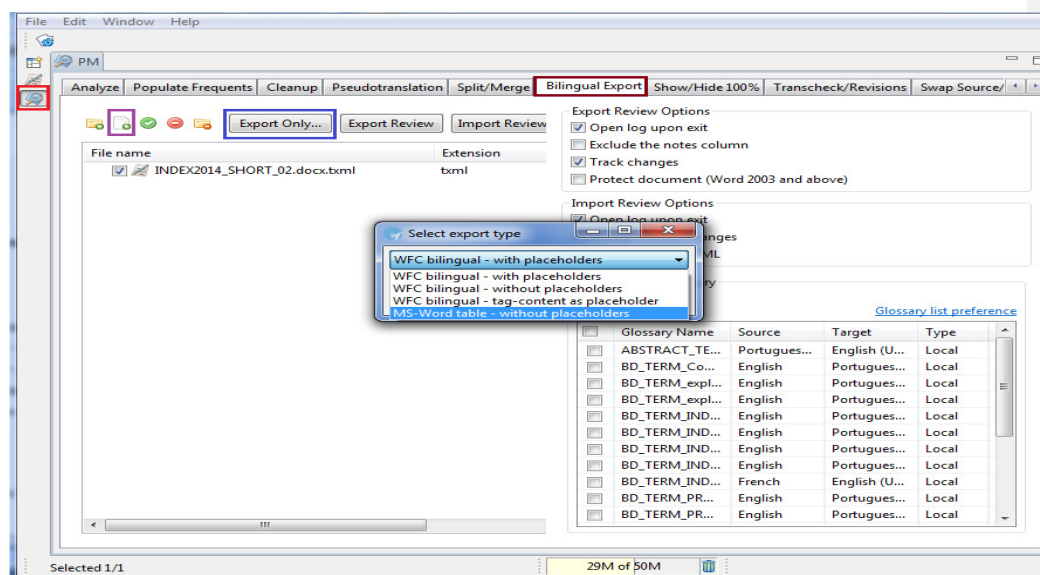 File Edit Window Help
PM
Analyze Populate Frequents Cleanup Pseudotranslation Split/Merge Bilingual Export Show/Hide 100% Transcheck/Revisions Swap Source/
Export Only... Export Review Import Review
File name Extension
INDEX2014_SHORT_02.docx.txml txml
Export Review Options
Open log upon exit
Exclude the notes column
Track changes
Protect document (Word 2003 and above)
Import Review Options
Open log upon exit
Select export type
WFC bilingual - with placeholders
WFC bilingual - with placeholders
WFC bilingual - without placeholders
WFC bilingual - tag-content as placeholder
MS-Word table - without placeholders
Glossary list preference
Glossary Name Source Target Type
ABSTRACT_TE... Portugues... English (U... Local
BD_TERM_Co... English Portugues... Local
BD_TERM_expl... English Portugues... Local
BD_TERM_expl... English Portugues... Local
BD_TERM_IND... English Portugues... Local
BD_TERM_IND... English Portugues... Local
BD_TERM_IND... English Portugues... Local
BD_TERM_IND... English Portugues... Local
BD_TERM_IND... French English (U... Local
BD_TERM_PR... English Portugues... Local
BD_TERM_PR... English Portugues... Local
Selected 1/1
29M of 50M